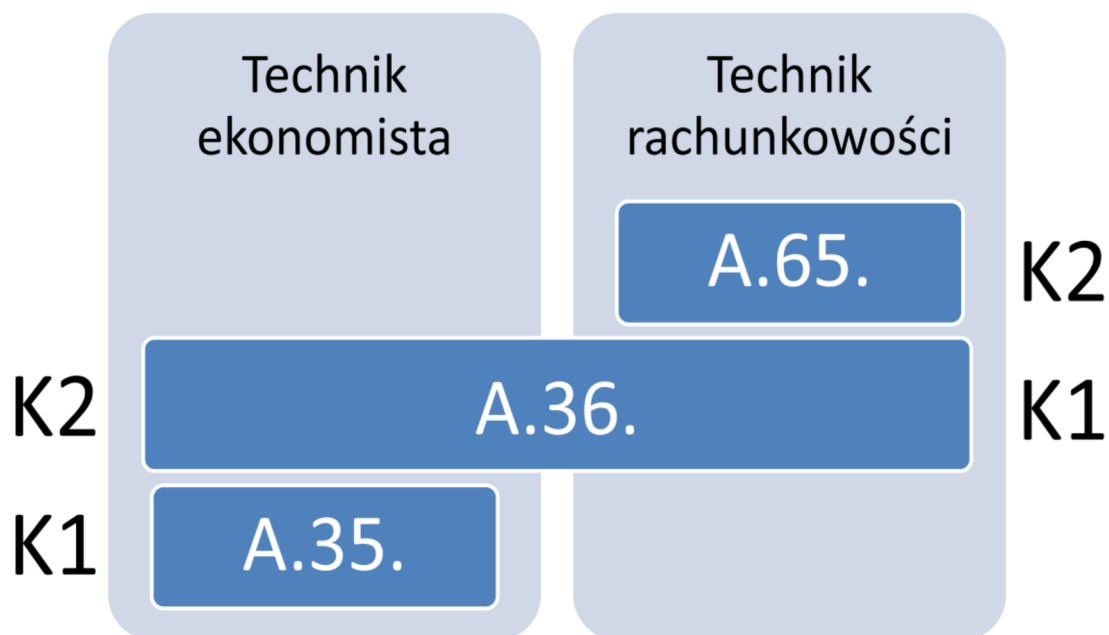 Technik
ekonomista
Technik
rachunkowości
A.65.
K2
K2
A.36.
K1
K1
A.35.